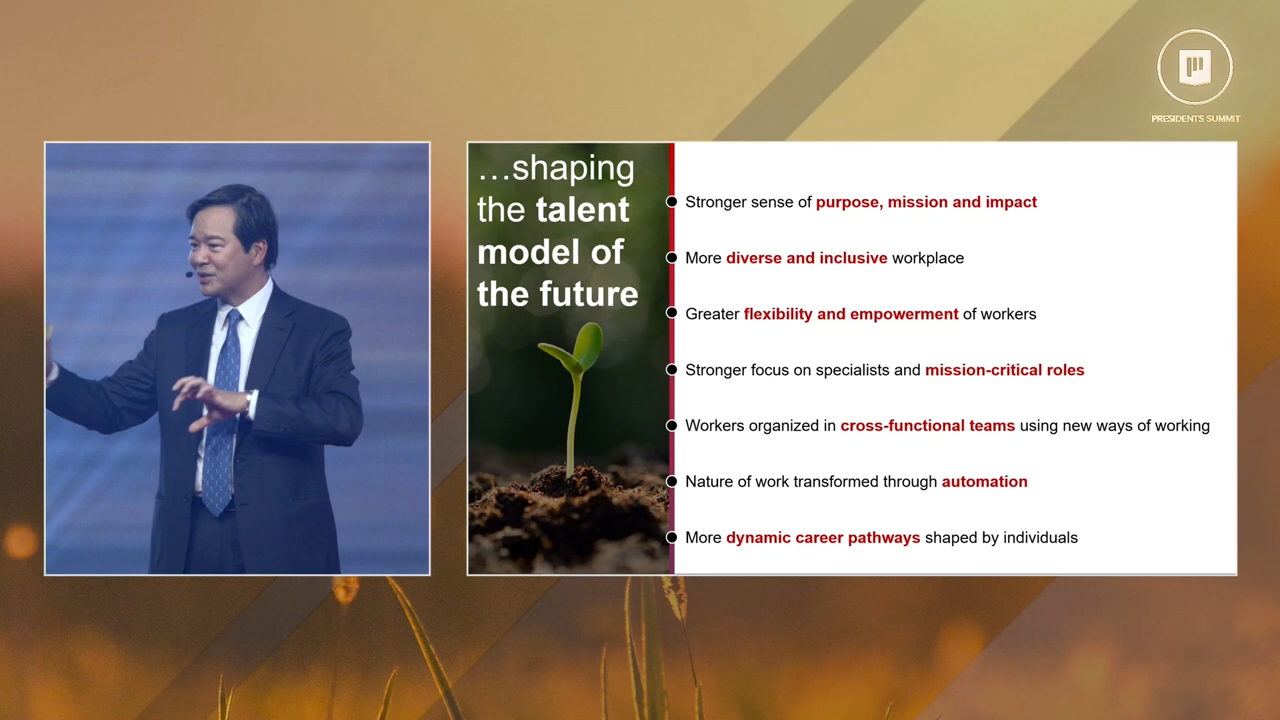 PRESIDENTS SUMMIT
…shaping
the talent
model of
the future
Stronger sense of purpose, mission and impact
More diverse and inclusive workplace
Greater flexibility and empowerment of workers
Stronger focus on specialists and mission-critical roles
Workers organized in cross-functional teams using new ways of working
Nature of work transformed through automation
More dynamic career pathways shaped by individuals